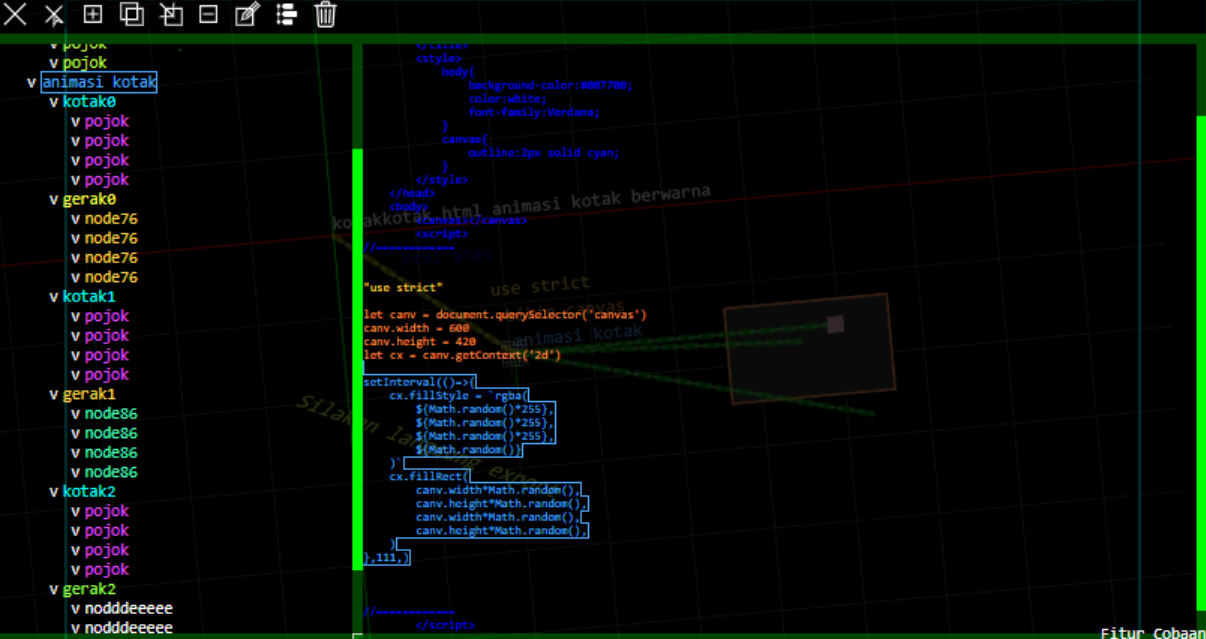 v pojok
v pojok
v animasi kotak
v kotak0
v pojok
v pojok
v pojok
v pojok
v gerak0
v node76
v node76
v node76
v node76
v kotak1
v pojok
v pojok
v pojok
v pojok
v gerak1
v node86
v node86
v node86
v node86
v kotak2
v pojok
v pojok
v pojok
v pojok
v gerak2
v nodddeeeee
v nodddeeeee
</title>
<style>
body{
background-color:#007700;
color:white;
font-family:Verdana;
}
canvas{
outline:2px solid cyan;
}
</style>
</head>
<body>
<canvas></canvas>
<script>
//------------
"use strict"
let canv = document.querySelector('canvas')
canv.width = 600
canv.height = 420
let cx = canv.getContext('2d')
setInterval(()=>{
cx.fillStyle = `rgba(
${Math.random()*255},
${Math.random()*255},
${Math.random()*255},
${Math.random()}
)`
cx.fillRect(
canv.width*Math.random(),
canv.height*Math.random(),
canv.width*Math.random(),
canv.height*Math.random(),
)
},111,)
//------------
</script>
kotakkotak html animasi kotak berwarna
use strict
canvas
animasi kotak
Silakan
Fitur Cobaan